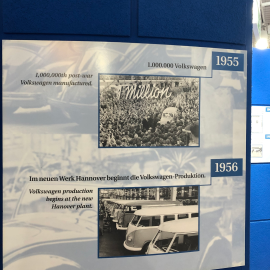 1955
1.000.000 Volkswagen.
1,000,000th post-war
Volkswagen manufactured.
1 Million
1956
Im neuen Werk Hannover beginnt die Volkswagen-Produktion.
Volkswagen production
begins at the new
Hanover plant.